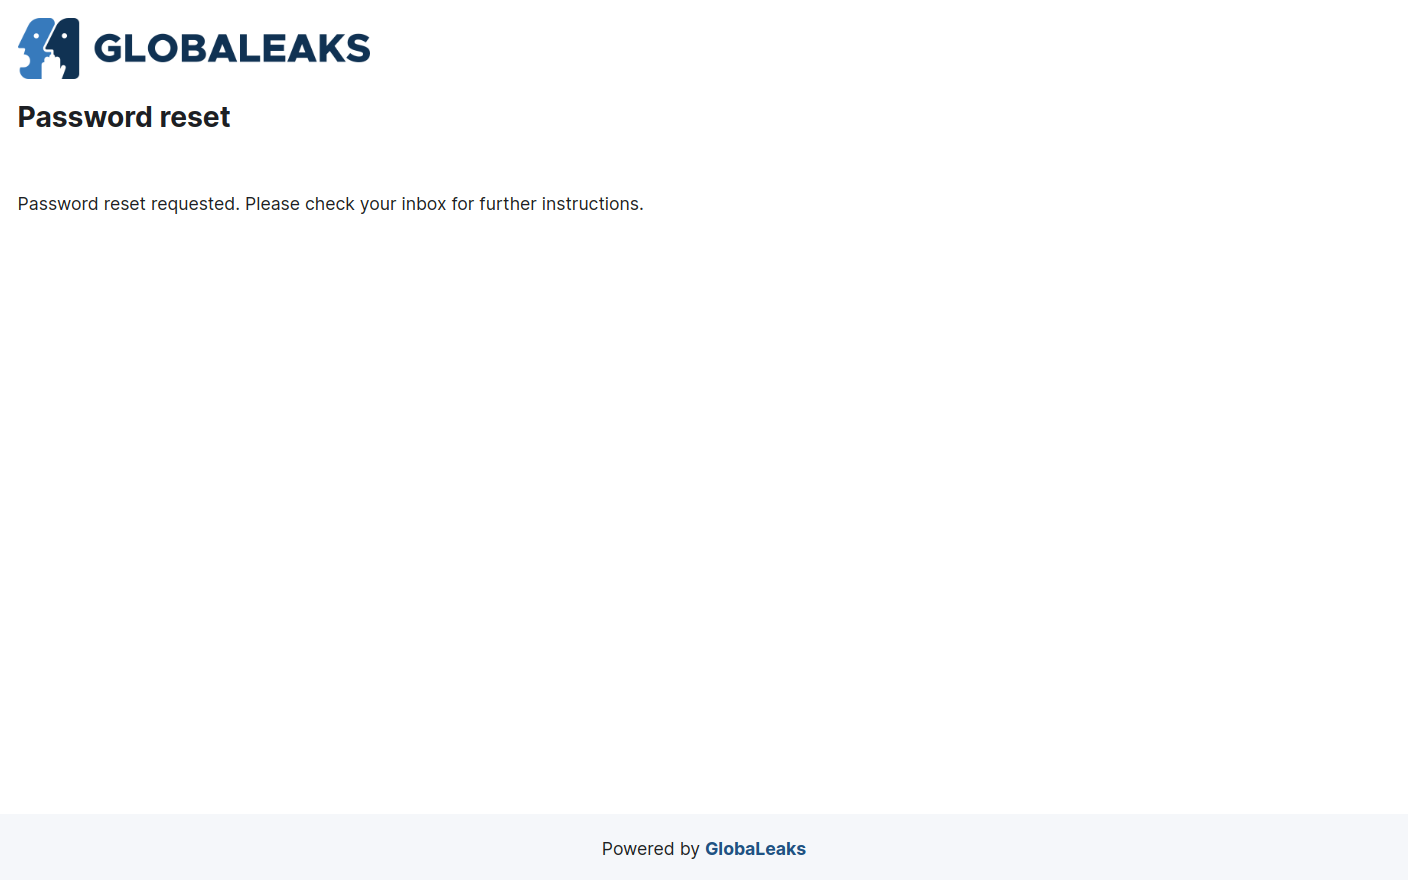 GLOBALEAKS
Password reset
Password reset requested. Please check your inbox for further instructions.
Powered by GlobaLeaks